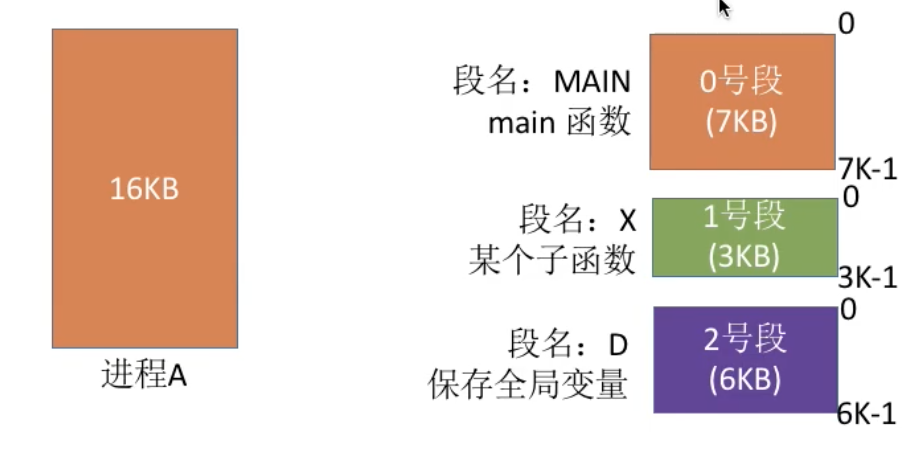 16KB
进程A
段名：MAIN
main 函数
0号段
(7KB)
0
7K-1
段名：X
某个子函数
1号段
(3KB)
0
3K-1
段名：D
保存全局变量
2号段
(6KB)
0
6K-1